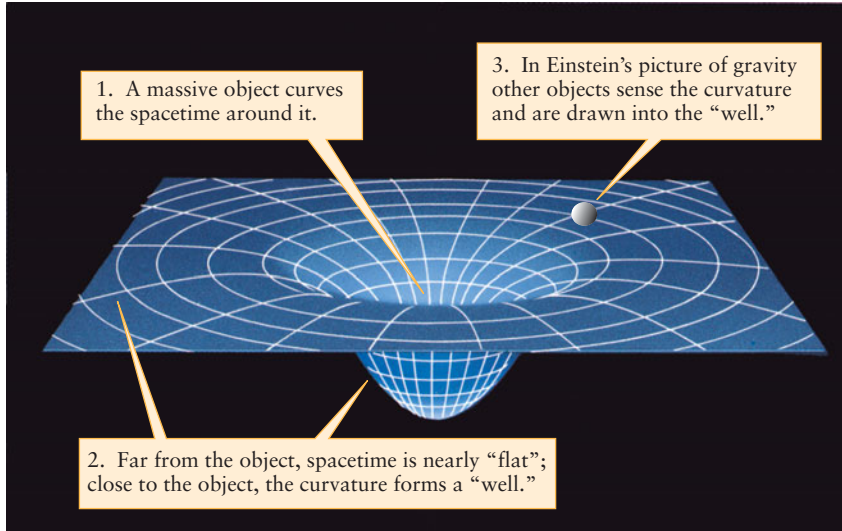 1. A massive object curves
the spacetime around it.
3. In Einstein’s picture of gravity
other objects sense the curvature
and are drawn into the “well.”
2. Far from the object, spacetime is nearly “flat”;
close to the object, the curvature forms a “well.”